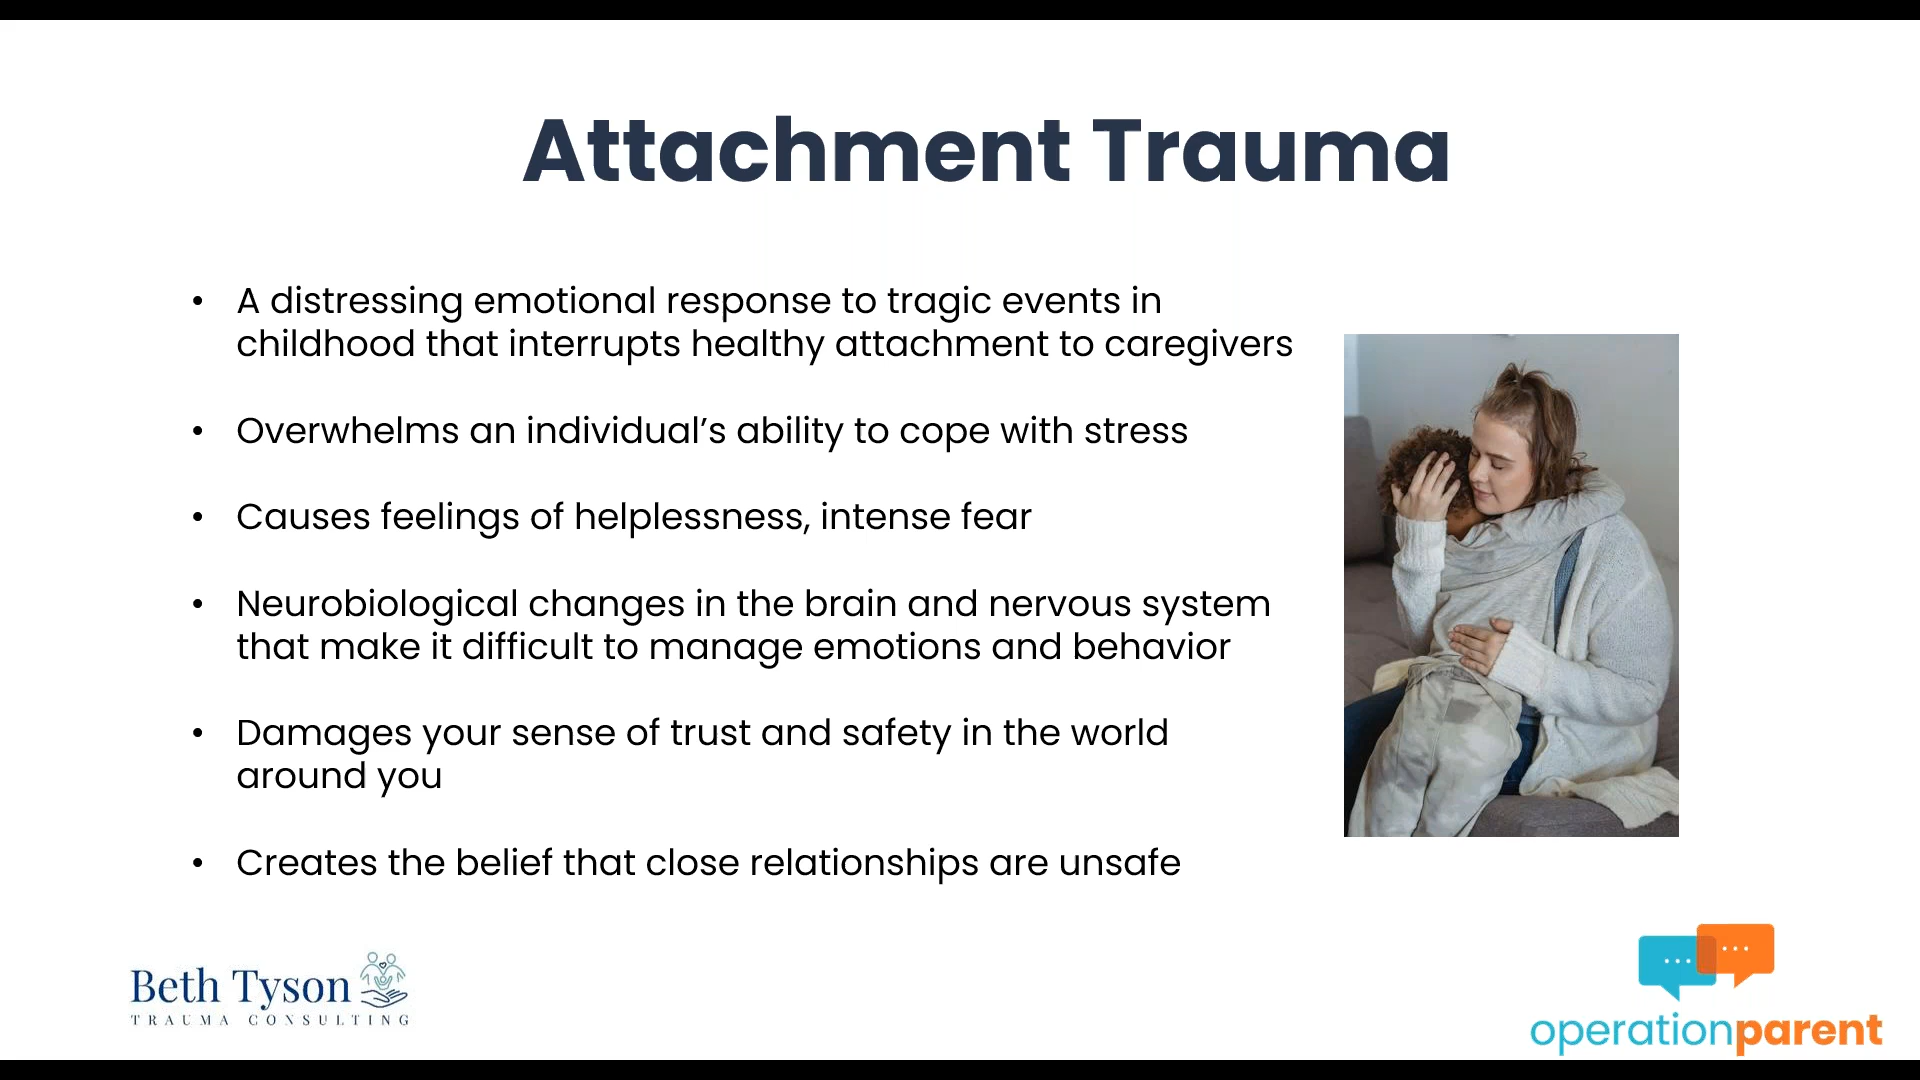 Attachment Trauma
• A distressing emotional response to tragic events in
childhood that interrupts healthy attachment to caregivers
• Overwhelms an individual’s ability to cope with stress
• Causes feelings of helplessness, intense fear
• Neurobiological changes in the brain and nervous system
that make it difficult to manage emotions and behavior
• Damages your sense of trust and safety in the world
around you
• Creates the belief that close relationships are unsafe
Beth Tyson
TRAUMA CONSULTING
operationparent